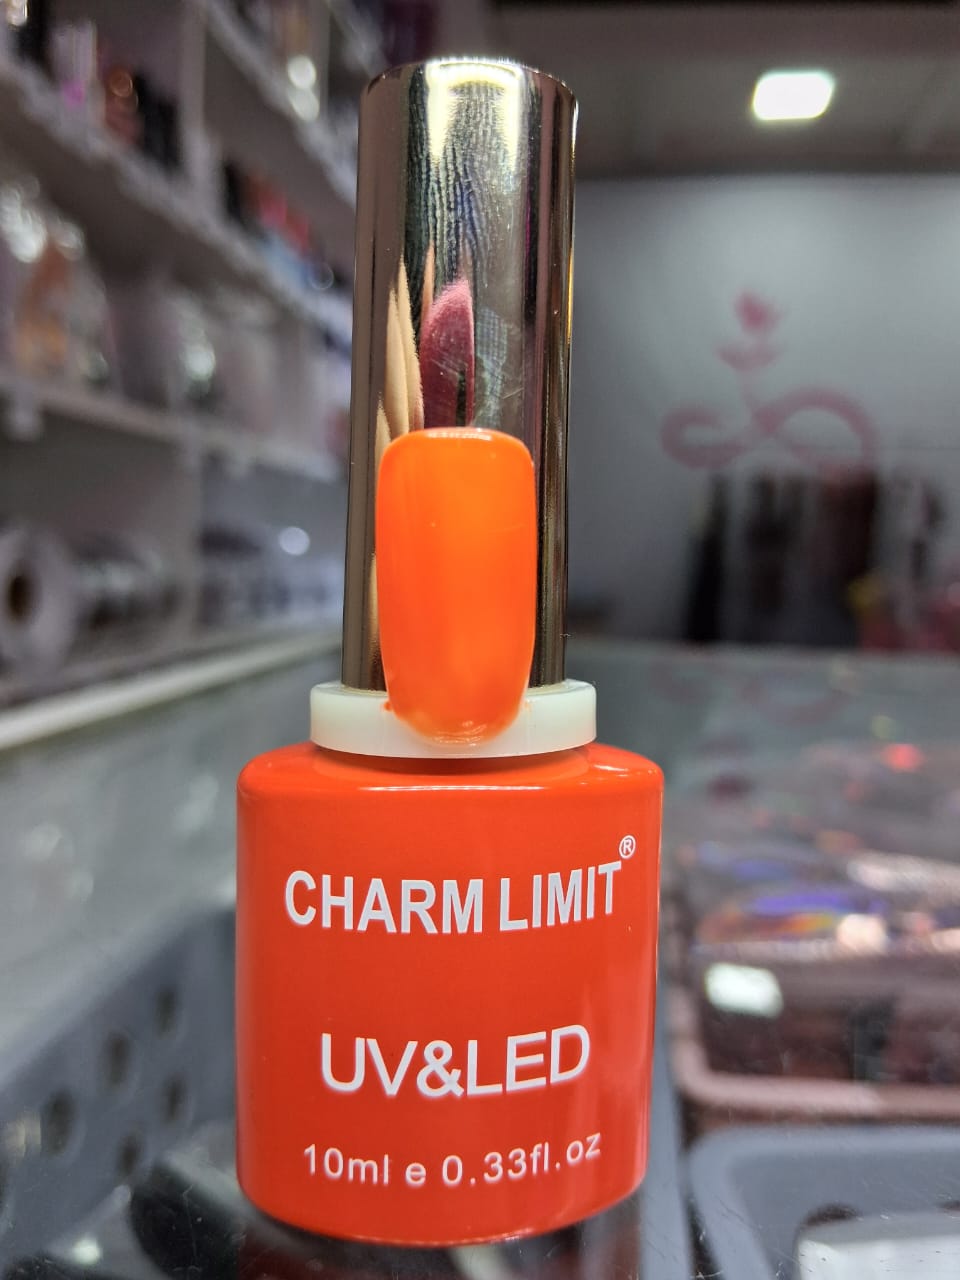 CHARM LIMIT®
UV&LED
10ml e 0.33fl.oz